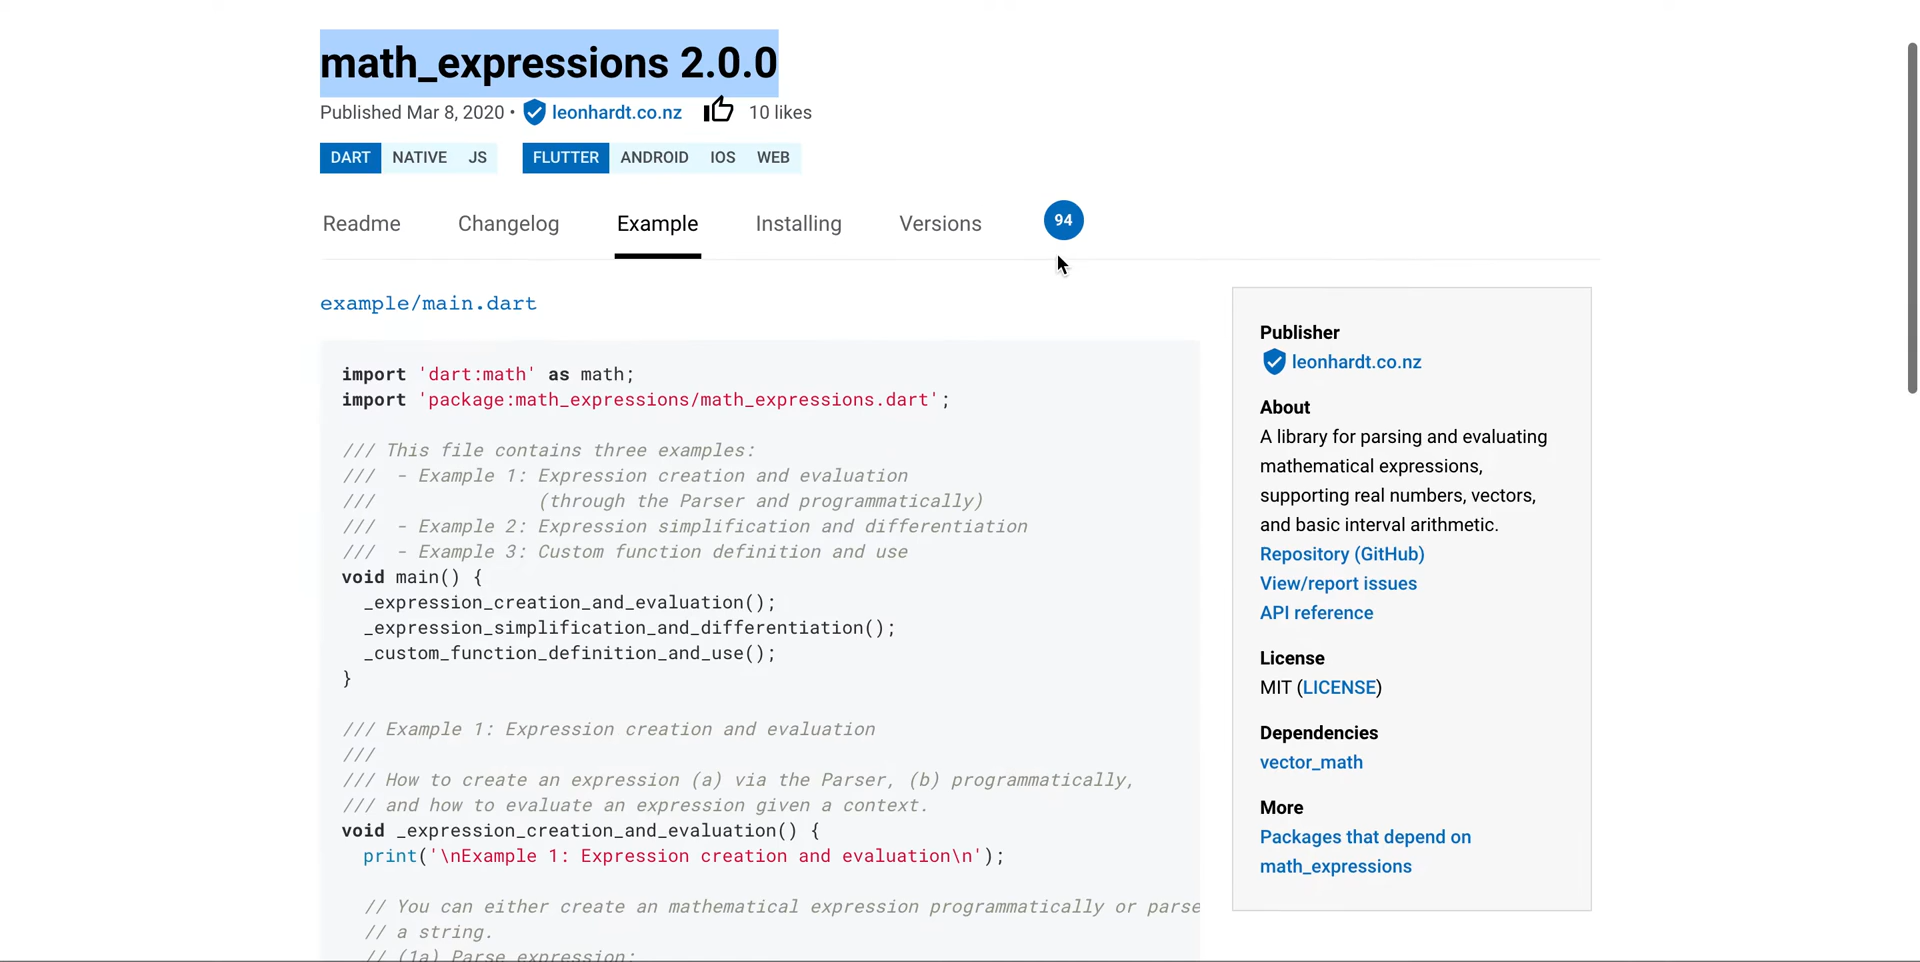 math_expressions 2.0.0
Published Mar 8, 2020 • leonhardt.co.nz 10 likes
DART NATIVE JS FLUTTER ANDROID IOS WEB
Readme Changelog Example Installing Versions 94
example/main.dart
import 'dart:math' as math;
import 'package:math_expressions/math_expressions.dart';
/// This file contains three examples:
///  - Example 1: Expression creation and evaluation
///             (through the Parser and programmatically)
///  - Example 2: Expression simplification and differentiation
///  - Example 3: Custom function definition and use
void main() {
  _expression_creation_and_evaluation();
  _expression_simplification_and_differentiation();
  _custom_function_definition_and_use();
}
/// Example 1: Expression creation and evaluation
///
/// How to create an expression (a) via the Parser, (b) programmatically,
/// and how to evaluate an expression given a context.
void _expression_creation_and_evaluation() {
  print('\nExample 1: Expression creation and evaluation\n');
  // You can either create an mathematical expression programmatically or parse
  // a string.
  // (1a) Parse expression:
Publisher
leonhardt.co.nz
About
A library for parsing and evaluating
mathematical expressions,
supporting real numbers, vectors,
and basic interval arithmetic.
Repository (GitHub)
View/report issues
API reference
License
MIT (LICENSE)
Dependencies
vector_math
More
Packages that depend on
math_expressions